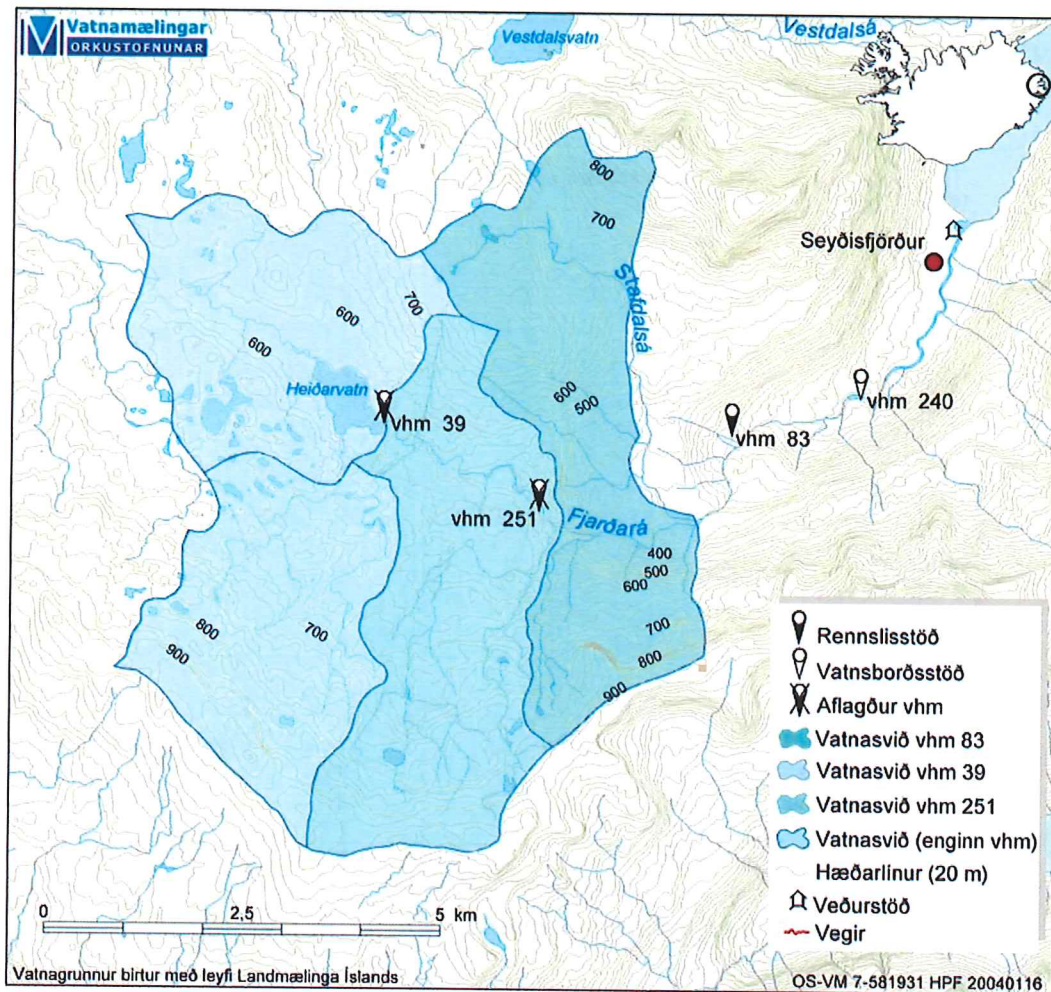 Vatnamælingar
ORKUSTOFNUNAR
Vestdalsvatn
Vestdalsá
800
700
Seyðisfjörður
Stafdalsá
700
600
600
Heiðarvatn
600
500
vhm 39
vhm 240
vhm 83
vhm 251
Fjarðará
400
500
600
700
800
900
800
700
900
Rennslisstöð
Vatnsborðsstöð
Aflagður vhm
Vatnasvið vhm 83
Vatnasvið vhm 39
Vatnasvið vhm 251
Vatnasvið (enginn vhm)
Hæðarlínur (20 m)
Veðurstöð
Vegir
0 2,5 5 km
Vatnagrunnur birtur með leyfi Landmælinga Íslands
OS-VM 7-581931 HPF 20040116